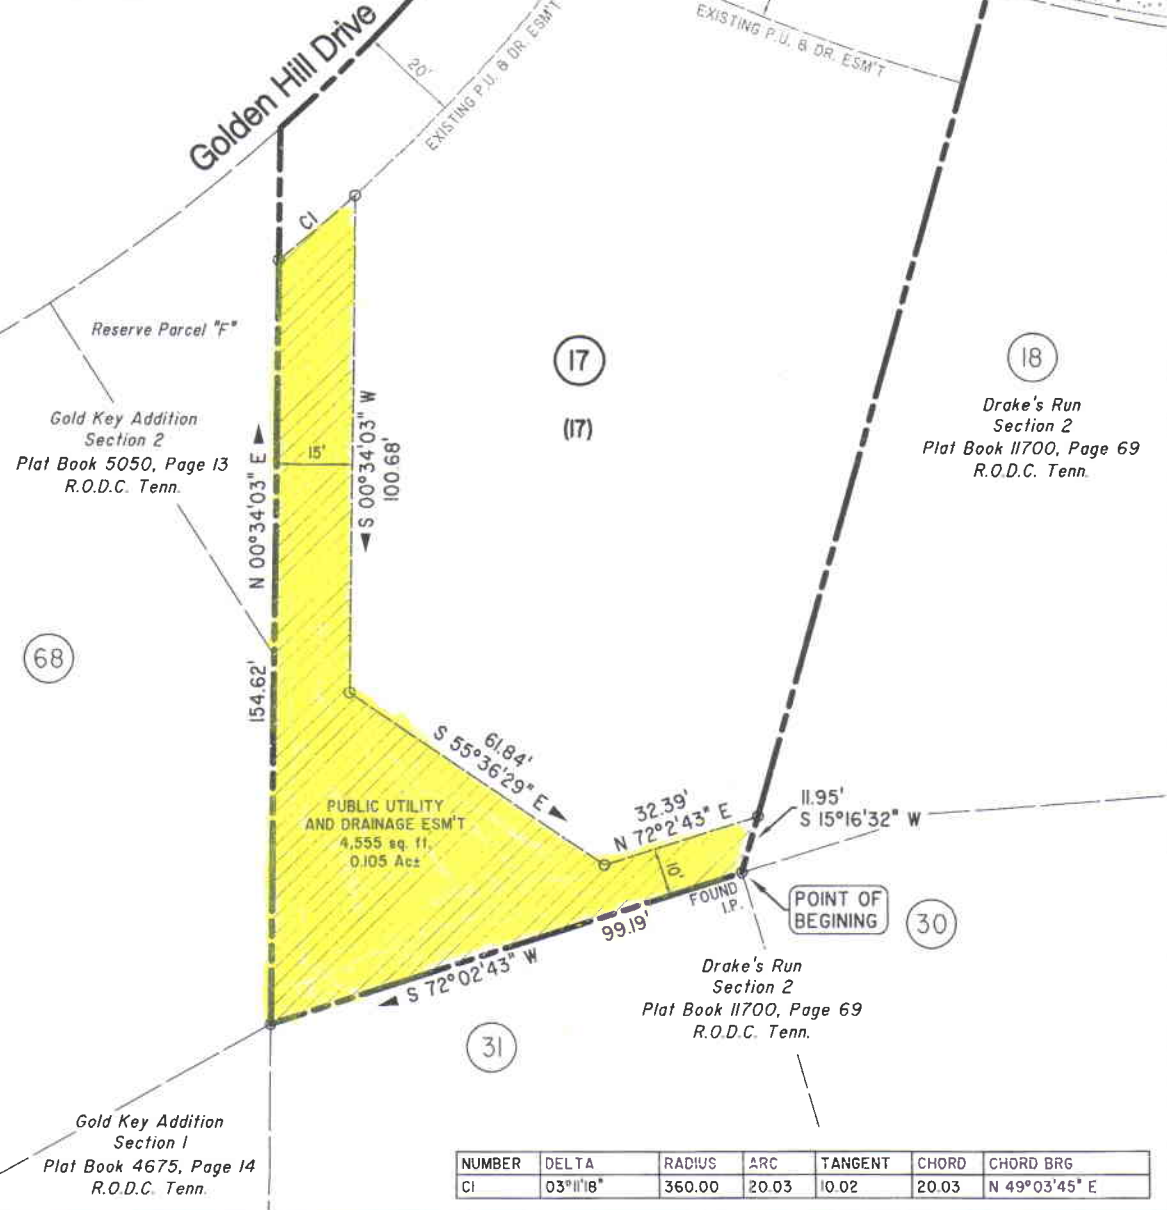 Golden Hill Drive
20'
EXISTING P.U. & DR. ESM'T
EXISTING P.U. & DR. ESM'T
C1
Reserve Parcel "F"
17
(17)
18
Drake's Run
Section 2
Plat Book 11700, Page 69
R.O.D.C. Tenn.
Gold Key Addition
Section 2
Plat Book 5050, Page 13
R.O.D.C. Tenn.
N 00°34'03" E
154.62'
15'
S 00°34'03" W
100.68'
68
61.84'
S 55°36'29" E
32.39'
N 72°2'43" E
11.95'
S 15°16'32" W
PUBLIC UTILITY
AND DRAINAGE ESM'T
4,555 sq. ft.
0.105 Ac±
10'
FOUND
I.P.
POINT OF
BEGINING
30
99.19'
S 72°02'43" W
Drake's Run
Section 2
Plat Book 11700, Page 69
R.O.D.C. Tenn.
31
Gold Key Addition
Section 1
Plat Book 4675, Page 14
R.O.D.C. Tenn.
NUMBER DELTA RADIUS ARC TANGENT CHORD CHORD BRG
C1 03°11'18" 360.00 20.03 10.02 20.03 N 49°03'45" E